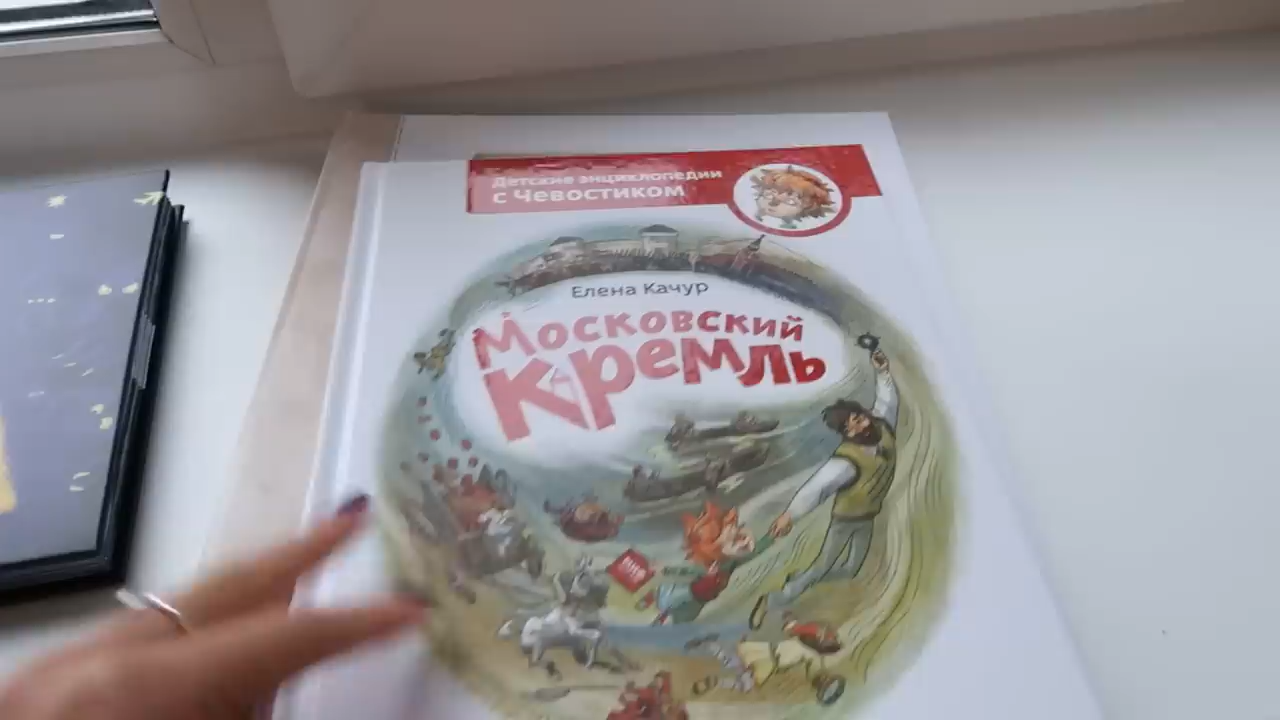 Детские энциклопедии
с Чевостиком
Елена Качур
Московский
Кремль